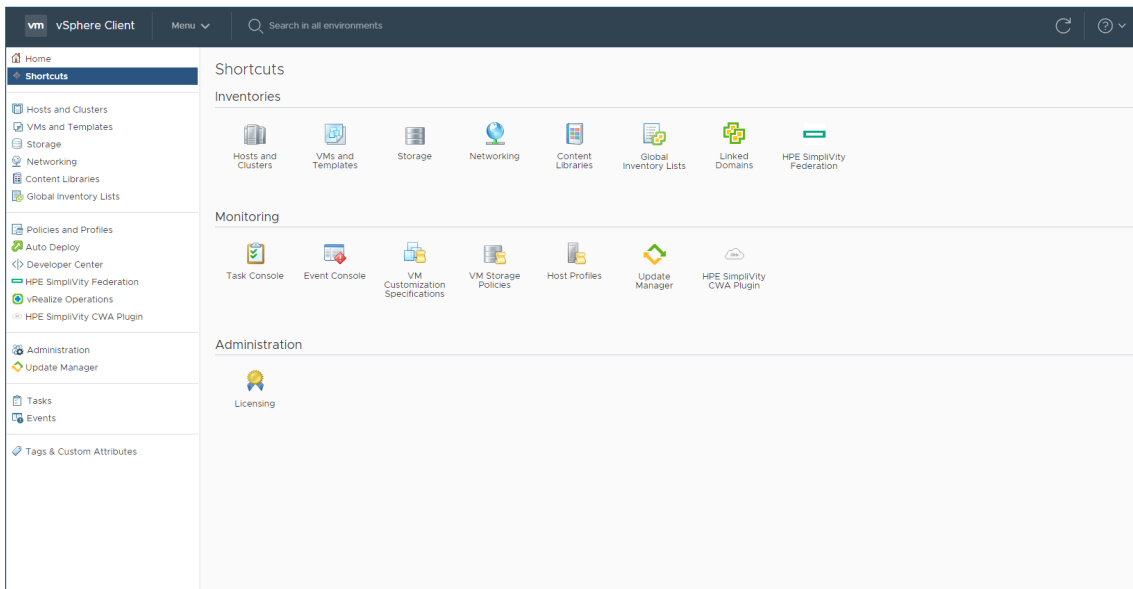 vm vSphere Client Menu Search in all environments
Home
Shortcuts
Hosts and Clusters
VMs and Templates
Storage
Networking
Content Libraries
Global Inventory Lists
Policies and Profiles
Auto Deploy
Developer Center
HPE SimpliVity Federation
vRealize Operations
HPE SimpliVity CWA Plugin
Administration
Update Manager
Tasks
Events
Tags & Custom Attributes
Shortcuts
Inventories
Hosts and
Clusters
VMs and
Templates
Storage
Networking
Content
Libraries
Global
Inventory Lists
Linked
Domains
HPE SimpliVity
Federation
Monitoring
Task Console
Event Console
VM
Customization
Specifications
VM Storage
Policies
Host Profiles
Update
Manager
HPE SimpliVity
CWA Plugin
Administration
Licensing